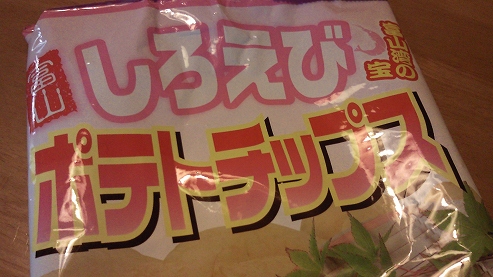 富山
しろえび
富山湾の
宝
ポテトチップス